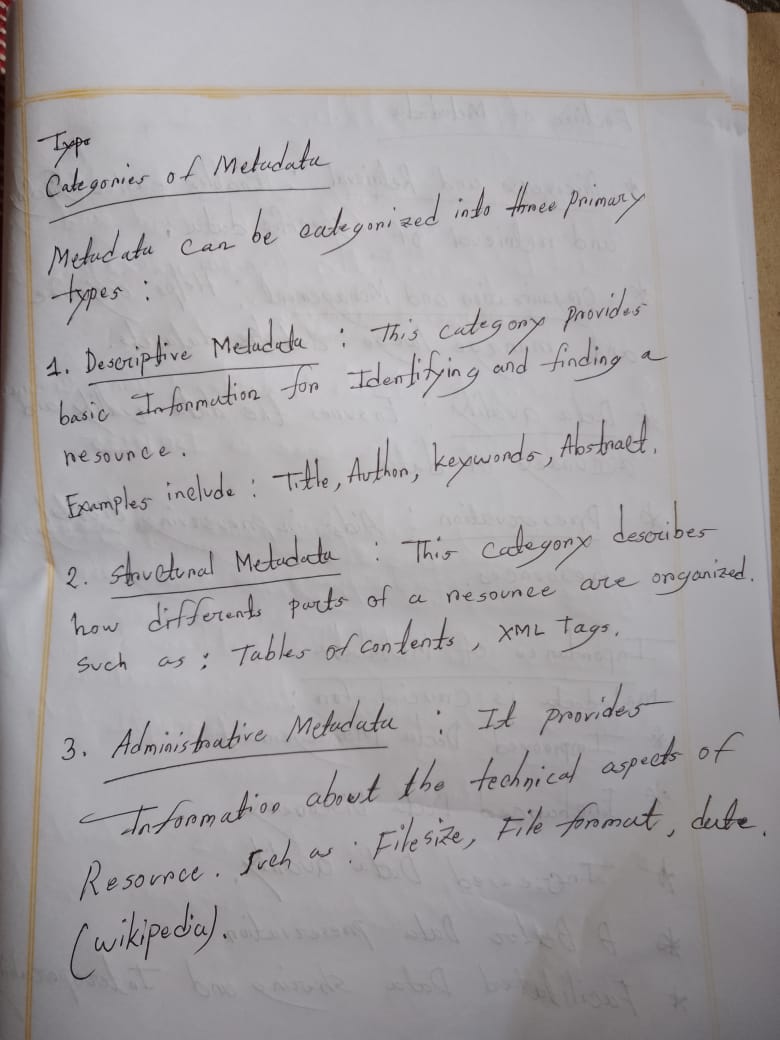 Type
Categories of Metadata
Metadata can be categorized into three primary
types :
1. Descriptive Metadata : This category provides
basic Information for Identifying and finding a
resource.
Examples include : Title, Author, keywords, Abstract.
2. structural Metadata : This category describes
how differents parts of a resource are organized.
Such as : Tables of contents, XML Tags.
3. Administrative Metadata : It provides
Information about the technical aspects of
Resource. Such as : File size, File format, date.
(wikipedia).